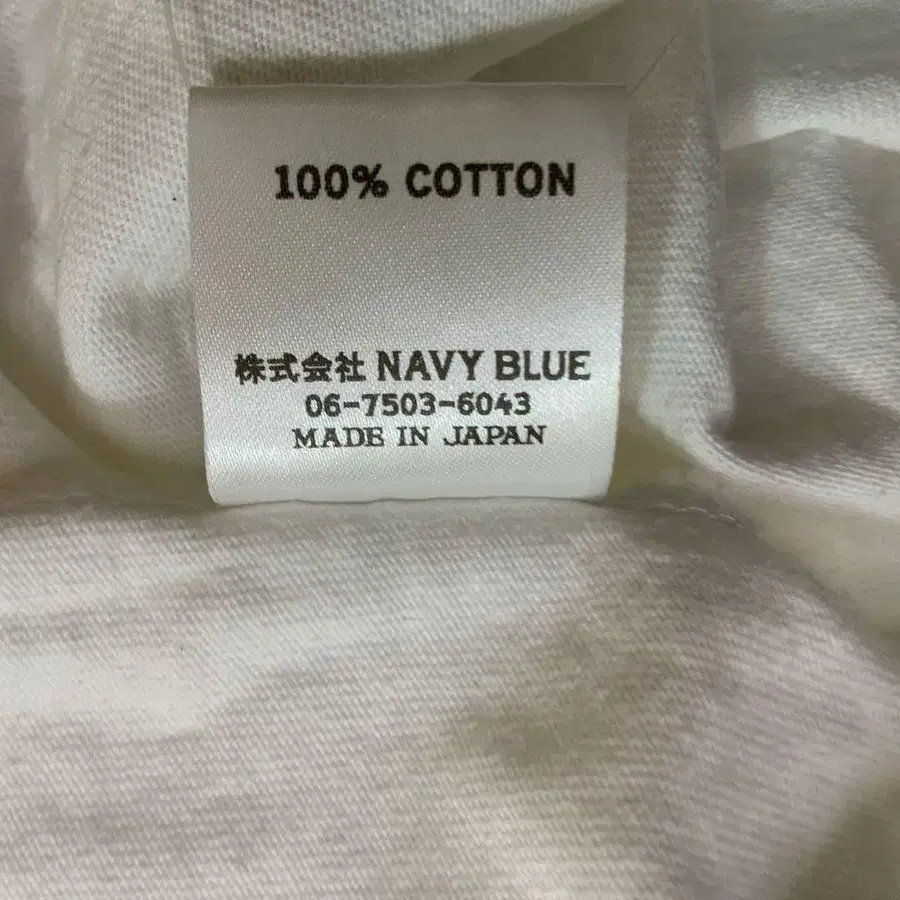 100% COTTON
株式会社 NAVY BLUE
06-7503-6043
MADE IN JAPAN